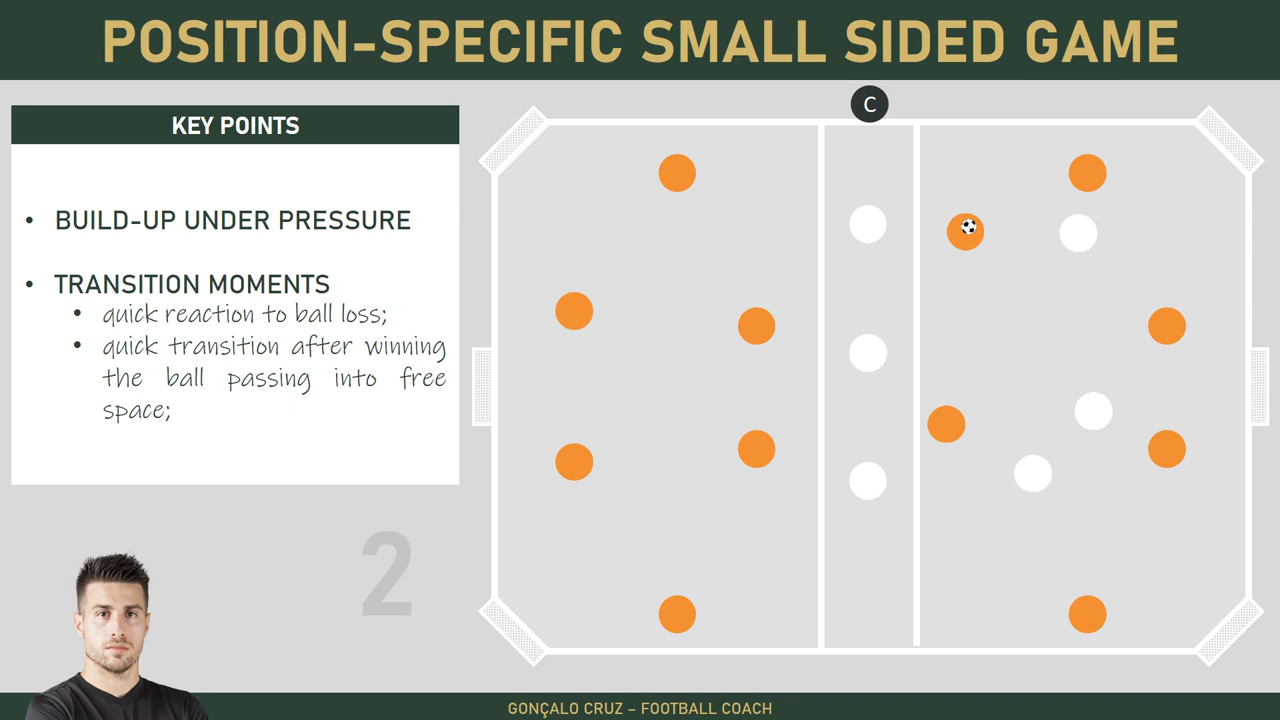 POSITION-SPECIFIC SMALL SIDED GAME
C
KEY POINTS
• BUILD-UP UNDER PRESSURE
• TRANSITION MOMENTS
• quick reaction to ball loss;
• quick transition after winning
the ball passing into free
space;
2
GONÇALO CRUZ – FOOTBALL COACH